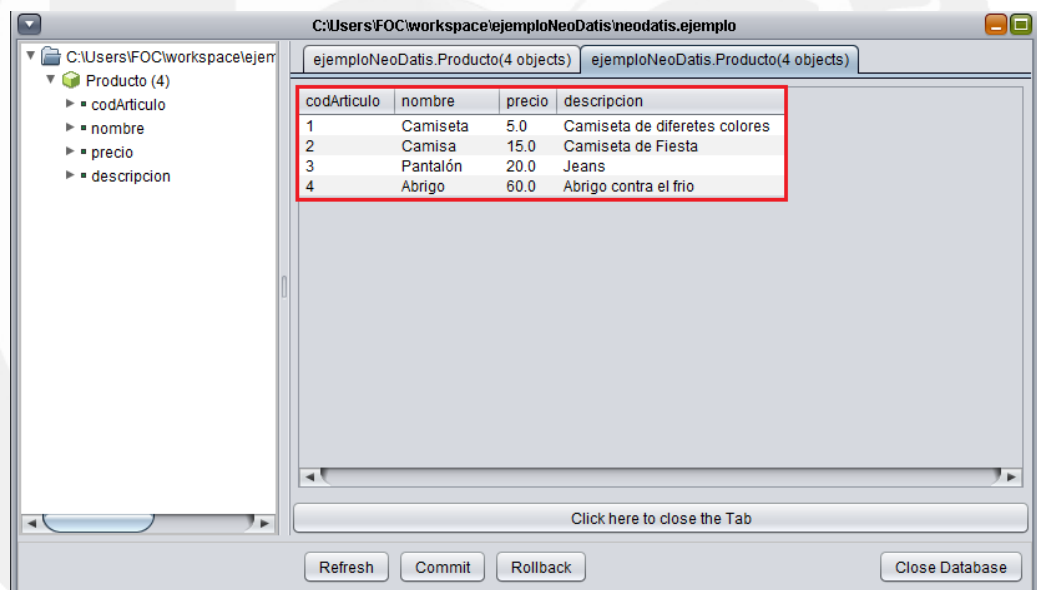 C:\Users\FOC\workspace\ejemploNeoDatis\neodatis.ejemplo
C:\Users\FOC\workspace\ejem
Producto (4)
codArticulo
nombre
precio
descripcion
ejemploNeoDatis.Producto(4 objects) ejemploNeoDatis.Producto(4 objects)
codArticulo nombre precio descripcion
1 Camiseta 5.0 Camiseta de diferetes colores
2 Camisa 15.0 Camiseta de Fiesta
3 Pantalón 20.0 Jeans
4 Abrigo 60.0 Abrigo contra el frio
Click here to close the Tab
Refresh Commit Rollback Close Database